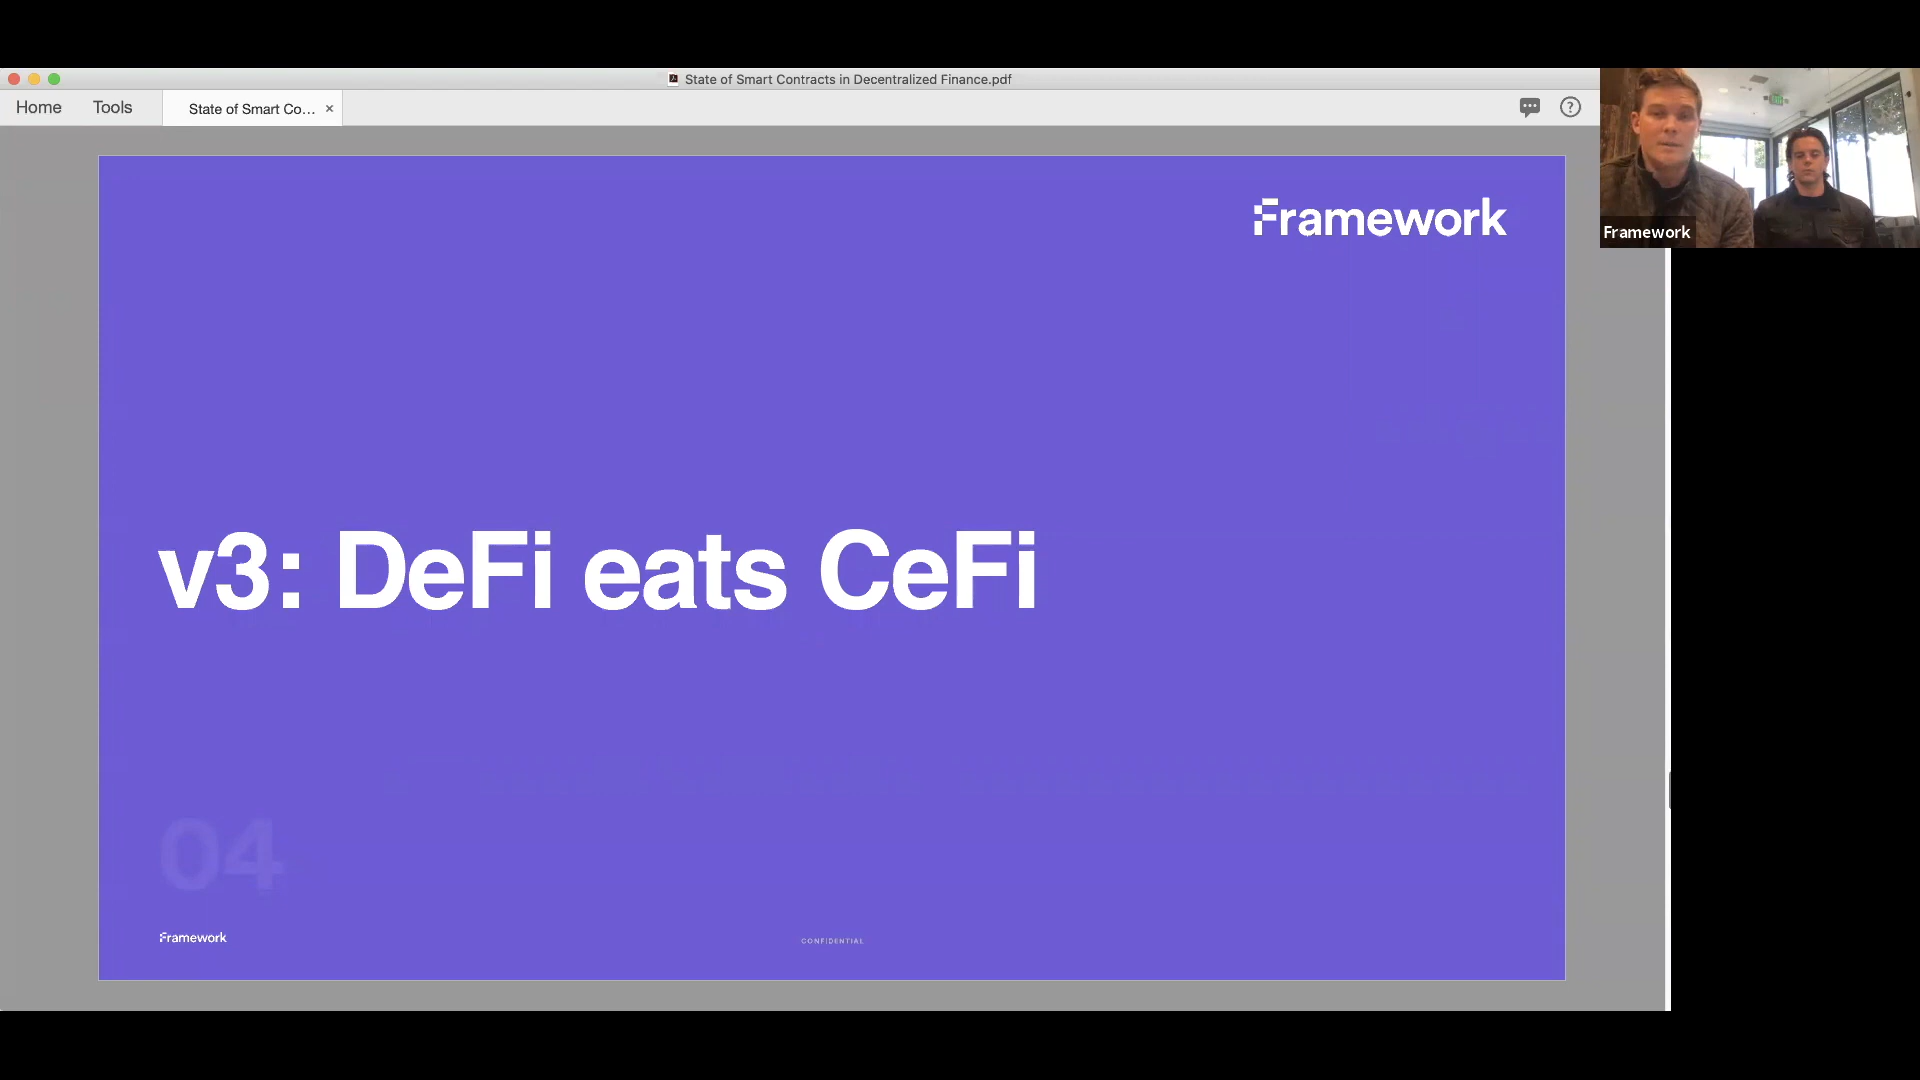 State of Smart Contracts in Decentralized Finance.pdf
Home
Tools
State of Smart Co...
×
?
Framework
Framework
v3: DeFi eats CeFi
04
Framework
CONFIDENTIAL